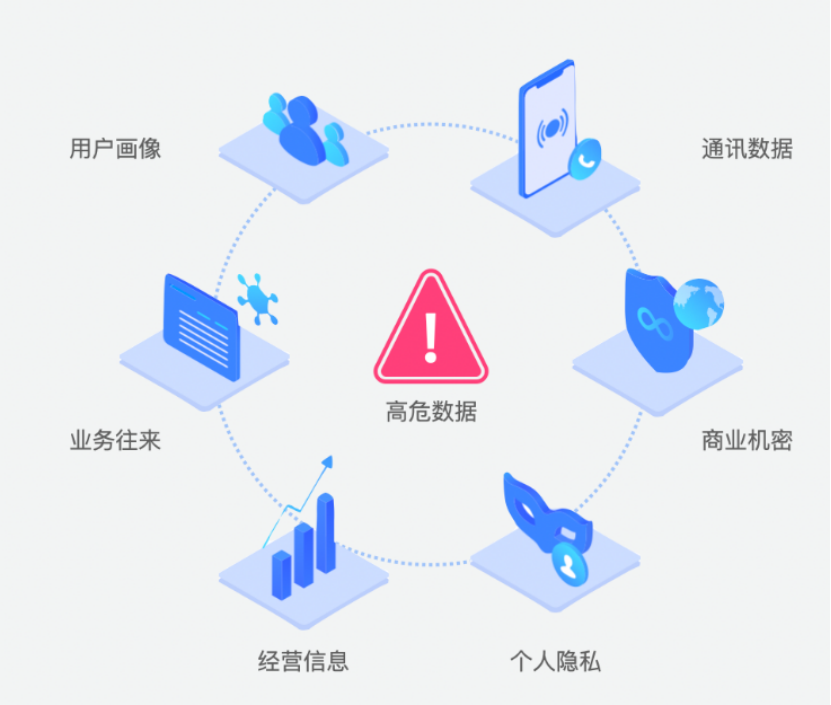 用户画像
通讯数据
高危数据
业务往来
商业机密
经营信息
个人隐私